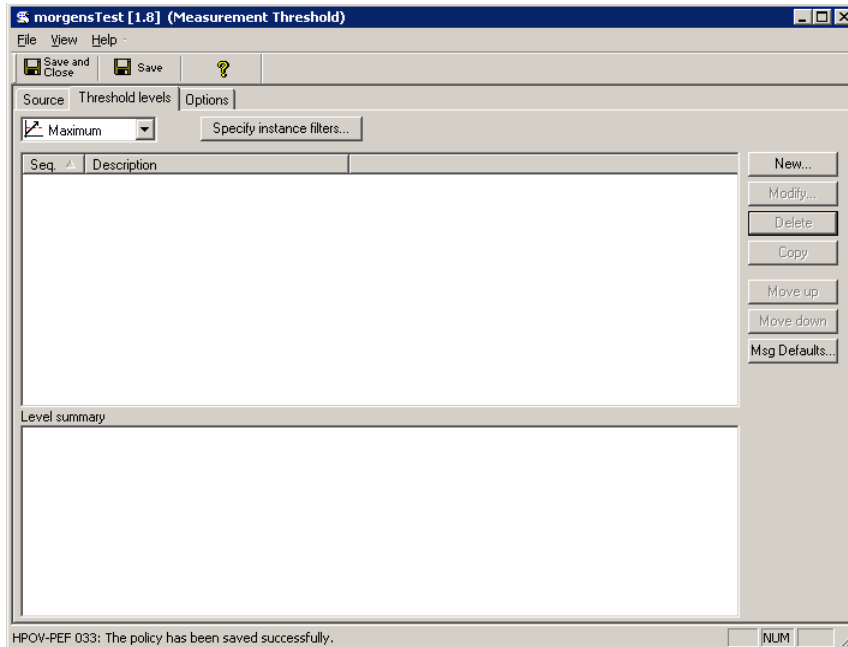 morgensTest [1.8] (Measurement Threshold)
File View Help
Save and Close Save
Source Threshold levels Options
Maximum Specify instance filters...
Seq. Description
New...
Modify...
Delete
Copy
Move up
Move down
Msg Defaults...
Level summary
HPOV-PEF 033: The policy has been saved successfully. NUM